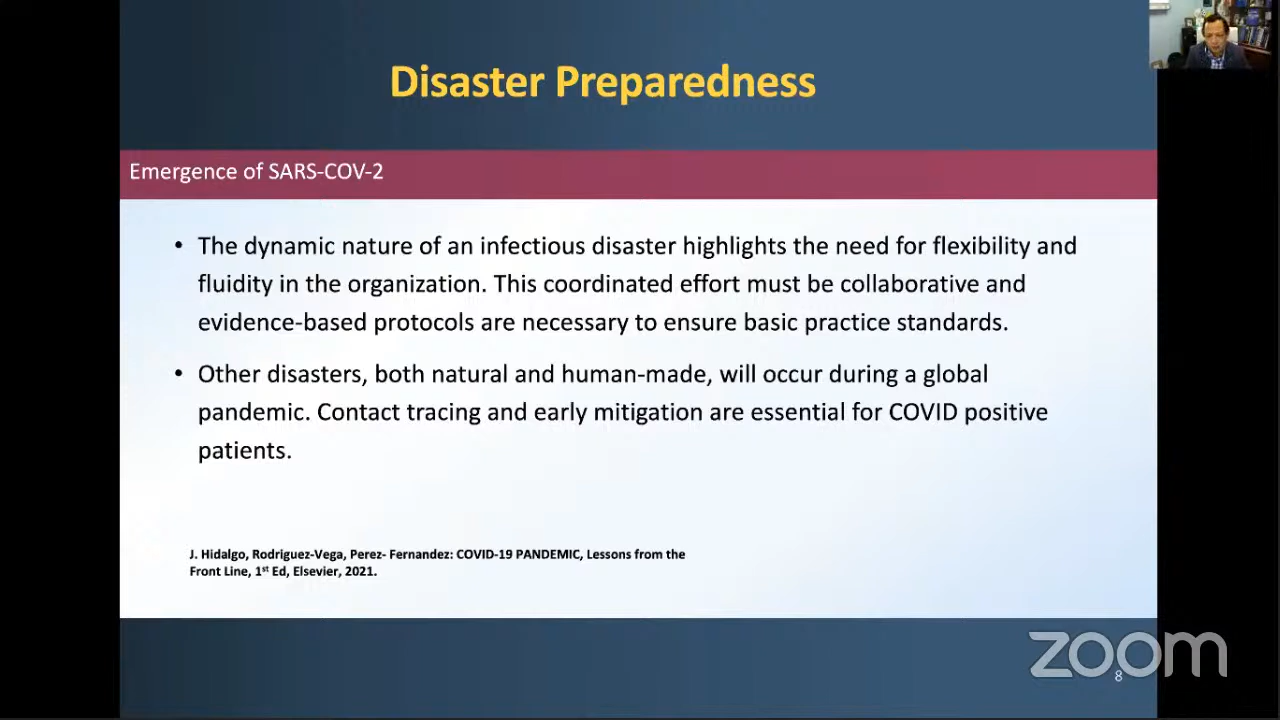 Disaster Preparedness
Emergence of SARS-COV-2
• The dynamic nature of an infectious disaster highlights the need for flexibility and
fluidity in the organization. This coordinated effort must be collaborative and
evidence-based protocols are necessary to ensure basic practice standards.
• Other disasters, both natural and human-made, will occur during a global
pandemic. Contact tracing and early mitigation are essential for COVID positive
patients.
J. Hidalgo, Rodriguez-Vega, Perez- Fernandez: COVID-19 PANDEMIC, Lessons from the
Front Line, 1st Ed, Elsevier, 2021.
zoom
8